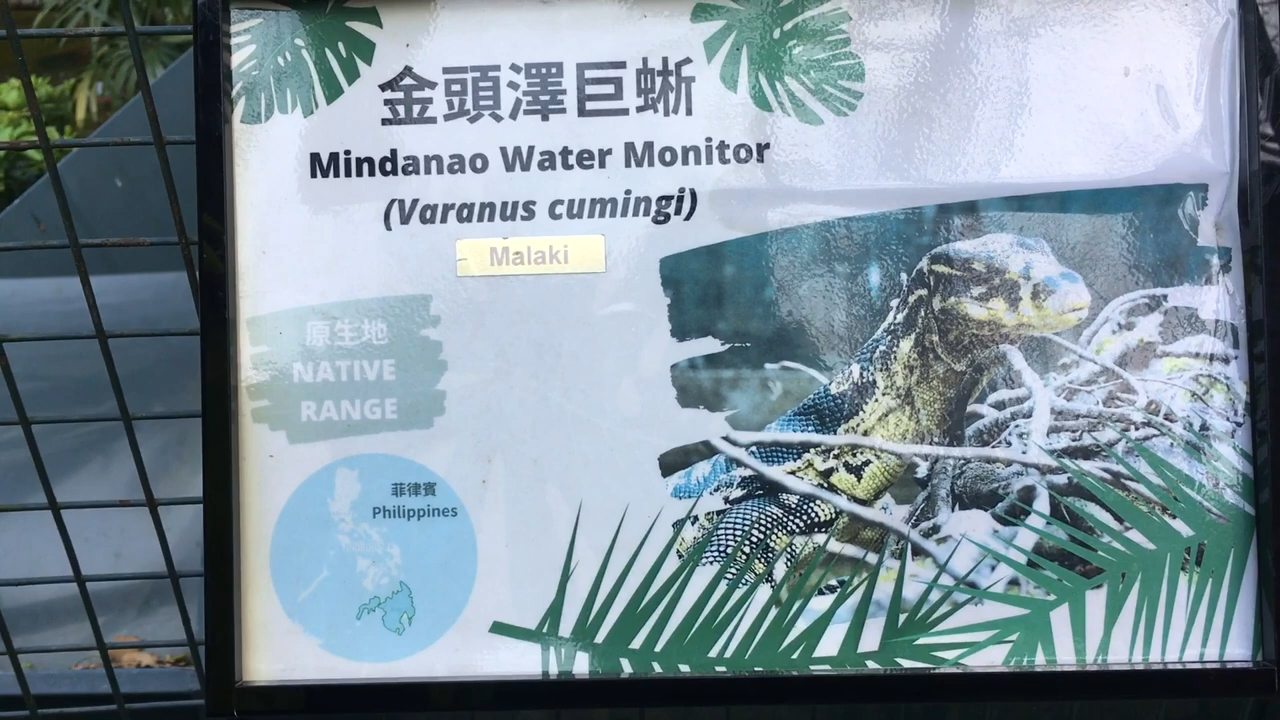 金頭澤巨蜥
Mindanao Water Monitor
(Varanus cumingi)
Malaki
原生地
NATIVE
RANGE
菲律賓
Philippines